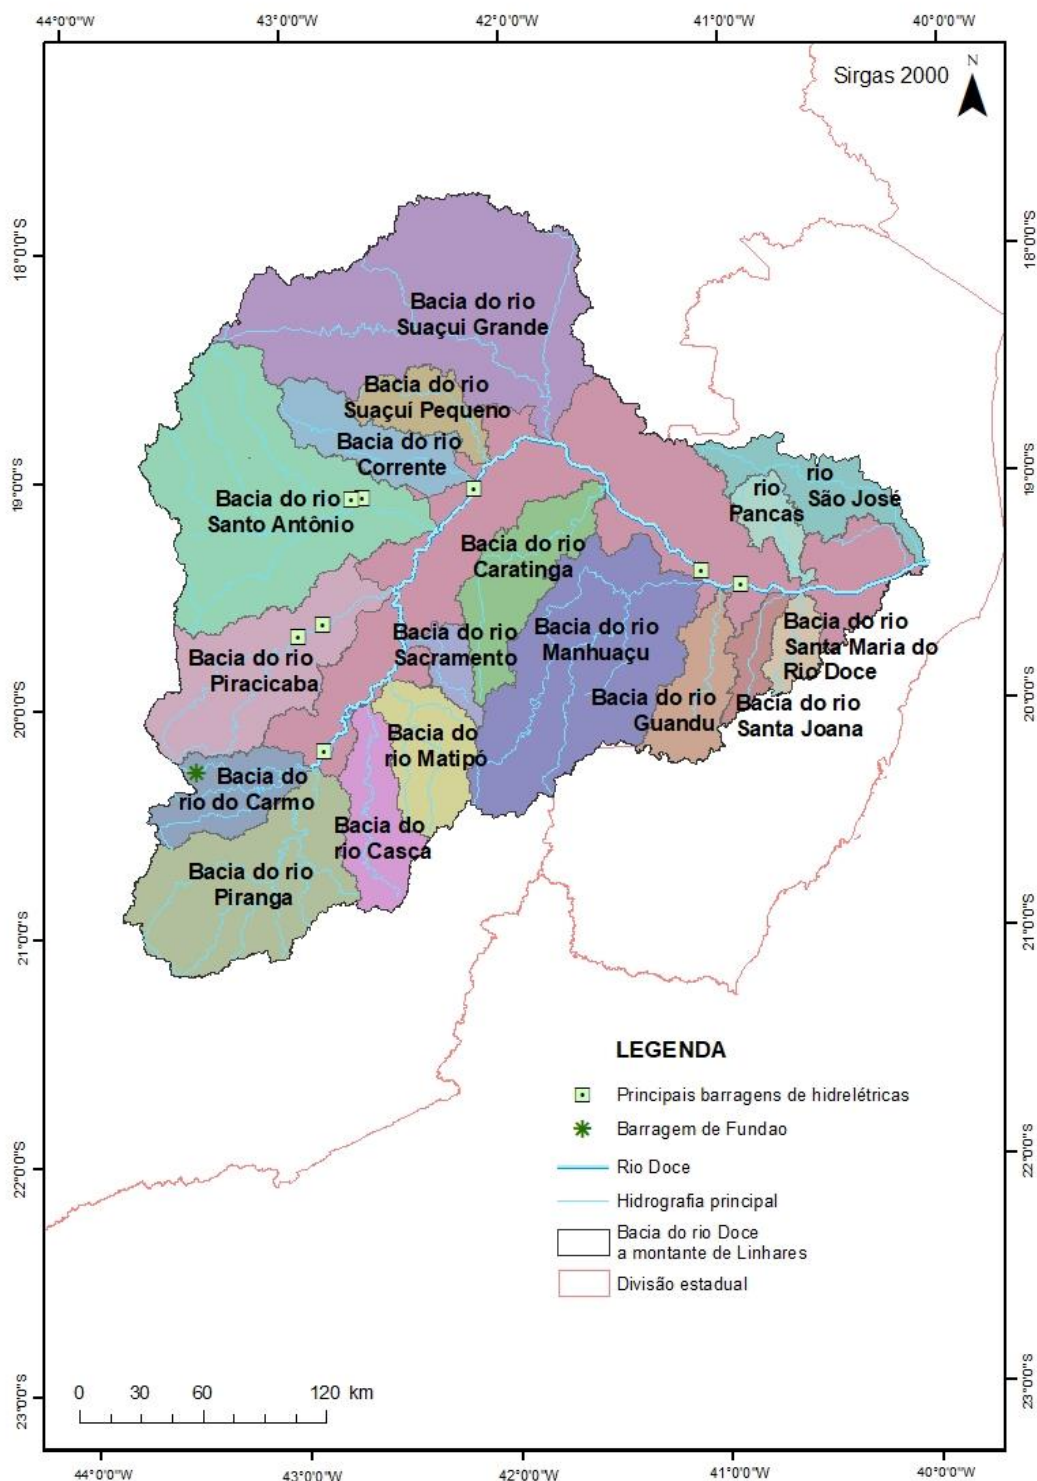 44°0'0"W 43°0'0"W 42°0'0"W 41°0'0"W 40°0'0"W
Sirgas 2000
N
18°0'0"S
18°0'0"S
Bacia do rio
Suaçui Grande
Bacia do rio
Suaçuí Pequeno
Bacia do rio
Corrente
19°0'0"S
19°0'0"S
rio
São José
rio
Pancas
Bacia do rio
Santo Antônio
Bacia do rio
Caratinga
Bacia do rio
Sacramento
Bacia do rio
Manhuaçu
Bacia do rio
Santa Maria do
Rio Doce
Bacia do rio
Piracicaba
20°0'0"S
20°0'0"S
Bacia do rio
Guandu
Bacia do rio
Santa Joana
Bacia do
rio Matipó
Bacia do
rio do Carmo
Bacia do
rio Casca
Bacia do rio
Piranga
21°0'0"S
21°0'0"S
LEGENDA
Principais barragens de hidrelétricas
Barragem de Fundao
Rio Doce
Hidrografia principal
Bacia do rio Doce
a montante de Linhares
Divisão estadual
22°0'0"S
22°0'0"S
0 30 60 120 km
23°0'0"S
23°0'0"S
44°0'0"W 43°0'0"W 42°0'0"W 41°0'0"W 40°0'0"W